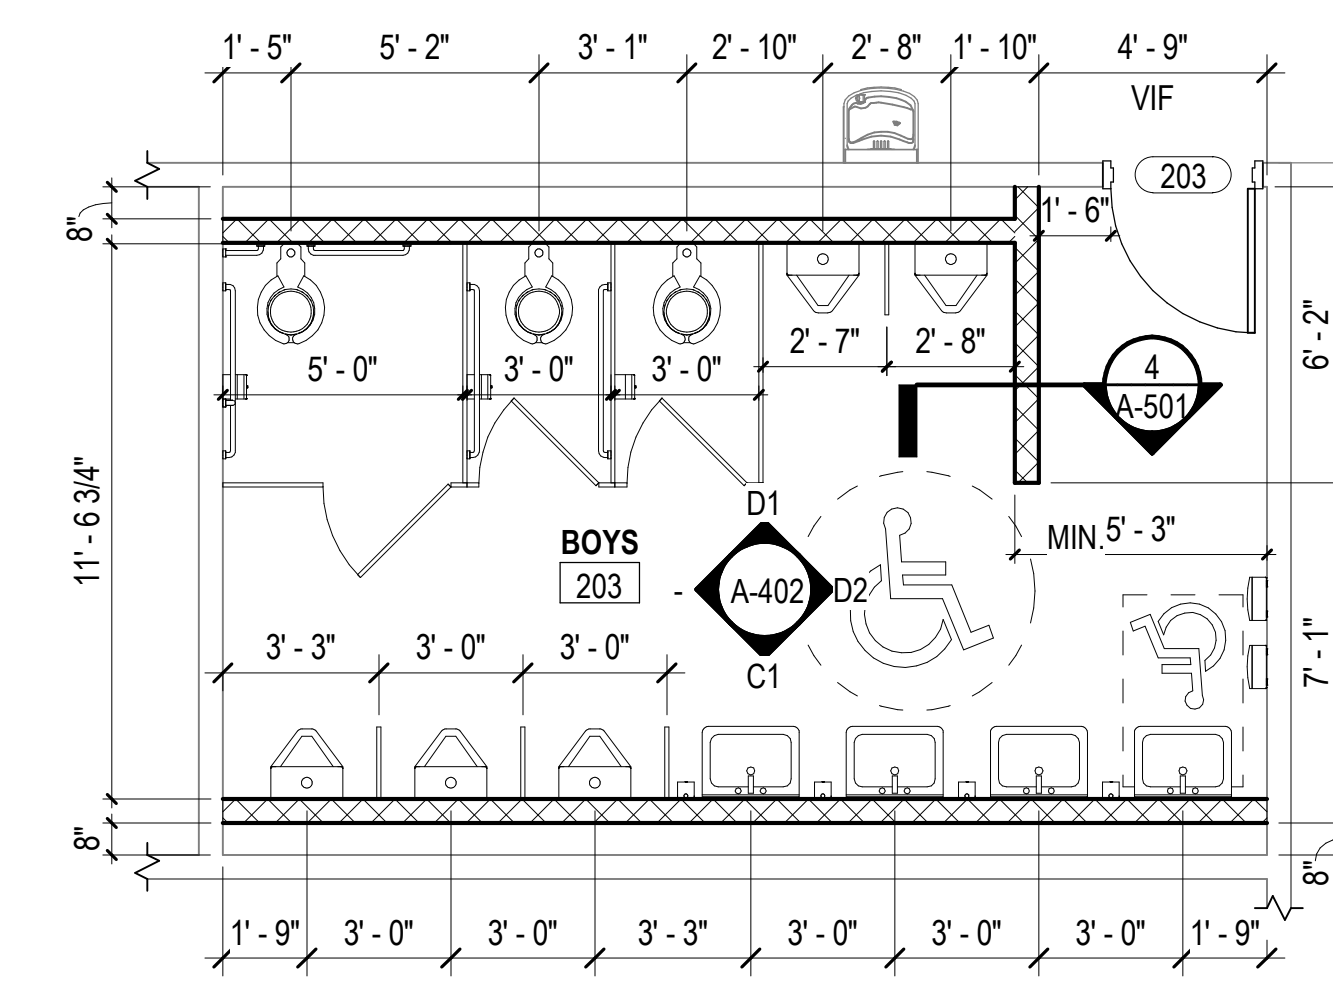 1' - 5" 5' - 2" 3' - 1" 2' - 10" 2' - 8" 1' - 10" 4' - 9"
VIF
203
8"
1' - 6"
6' - 2"
2' - 7" 2' - 8"
5' - 0" 3' - 0" 3' - 0"
4
A-501
11' - 6 3/4"
D1
BOYS
203
- A-402 D2
C1
MIN. 5' - 3"
7' - 1"
3' - 3" 3' - 0" 3' - 0"
8"
8"
1' - 9" 3' - 0" 3' - 0" 3' - 3" 3' - 0" 3' - 0" 3' - 0" 1' - 9"